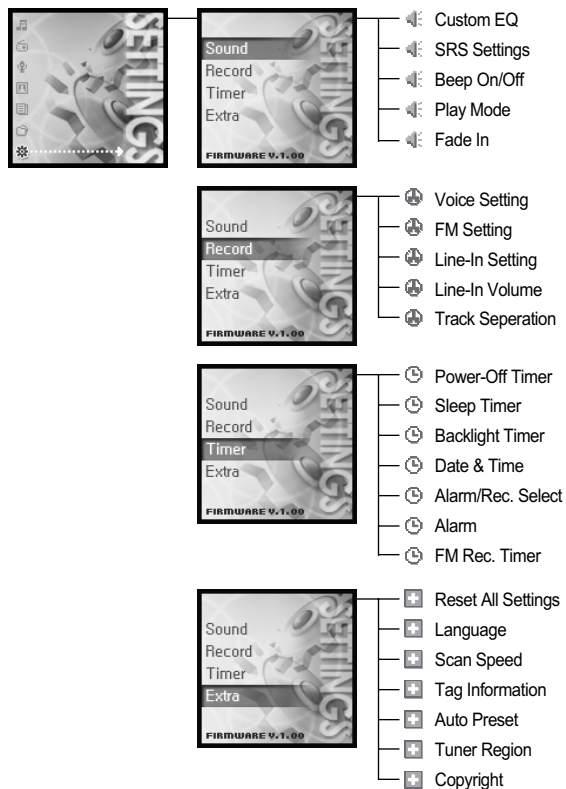 SETTINGS
Sound
Record
Timer
Extra
FIRMWARE V.1.00
SETTINGS
Custom EQ
SRS Settings
Beep On/Off
Play Mode
Fade In
Sound
Record
Timer
Extra
FIRMWARE V.1.00
SETTINGS
Voice Setting
FM Setting
Line-In Setting
Line-In Volume
Track Seperation
Sound
Record
Timer
Extra
FIRMWARE V.1.00
SETTINGS
Power-Off Timer
Sleep Timer
Backlight Timer
Date & Time
Alarm/Rec. Select
Alarm
FM Rec. Timer
Sound
Record
Timer
Extra
FIRMWARE V.1.00
SETTINGS
Reset All Settings
Language
Scan Speed
Tag Information
Auto Preset
Tuner Region
Copyright